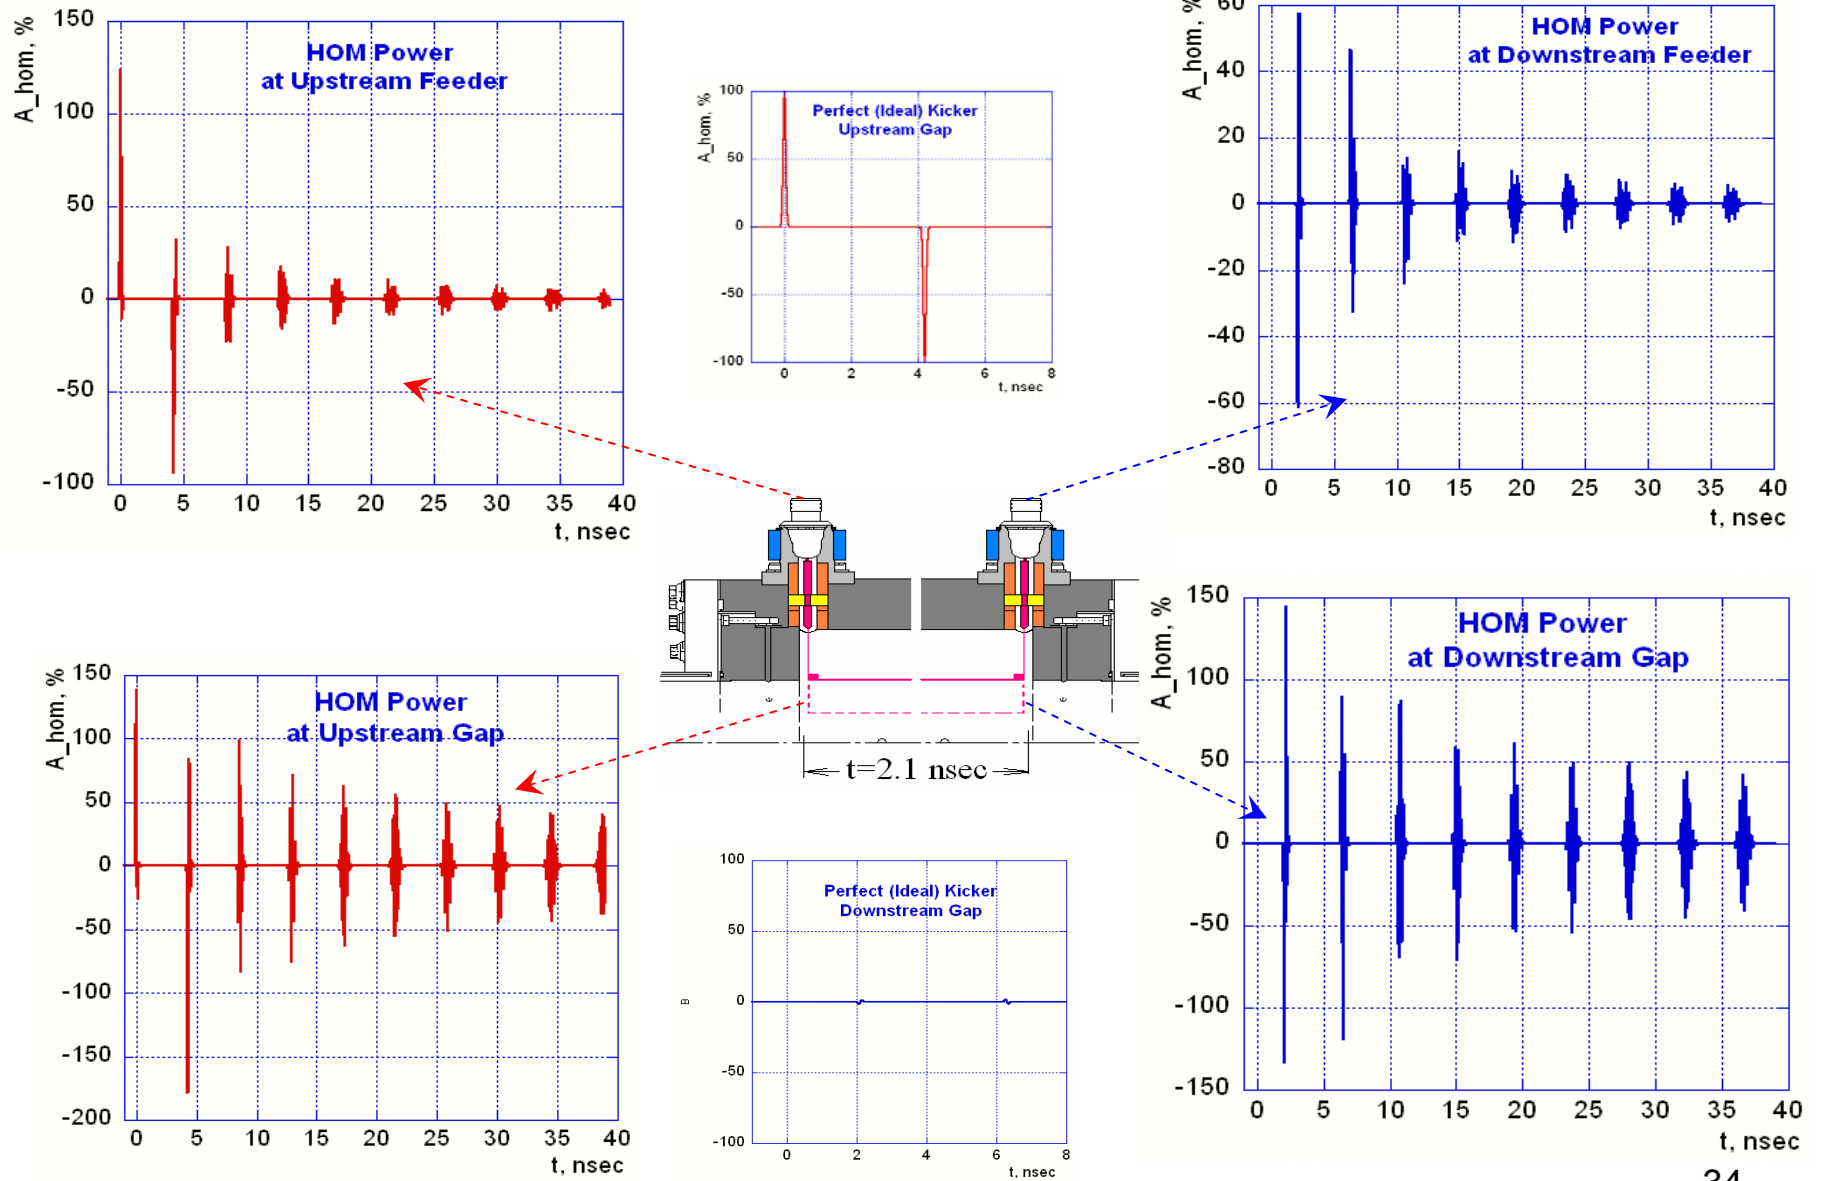 HOM Power
at Upstream Feeder
A_hom, %
150
100
50
0
-50
-100
0 5 10 15 20 25 30 35 40
t, nsec
Perfect (Ideal) Kicker
Upstream Gap
A_hom, %
100
50
0
-50
-100
0 2 4 6 8
t, nsec
HOM Power
at Downstream Feeder
A_hom, %
60
40
20
0
-20
-40
-60
-80
0 5 10 15 20 25 30 35 40
t, nsec
t=2.1 nsec
HOM Power
at Upstream Gap
A_hom, %
150
100
50
0
-50
-100
-150
-200
0 5 10 15 20 25 30 35 40
t, nsec
Perfect (Ideal) Kicker
Downstream Gap
100
50
0
-50
-100
0 2 4 6 8
t, nsec
HOM Power
at Downstream Gap
A_hom, %
150
100
50
0
-50
-100
-150
0 5 10 15 20 25 30 35 40
t, nsec
34